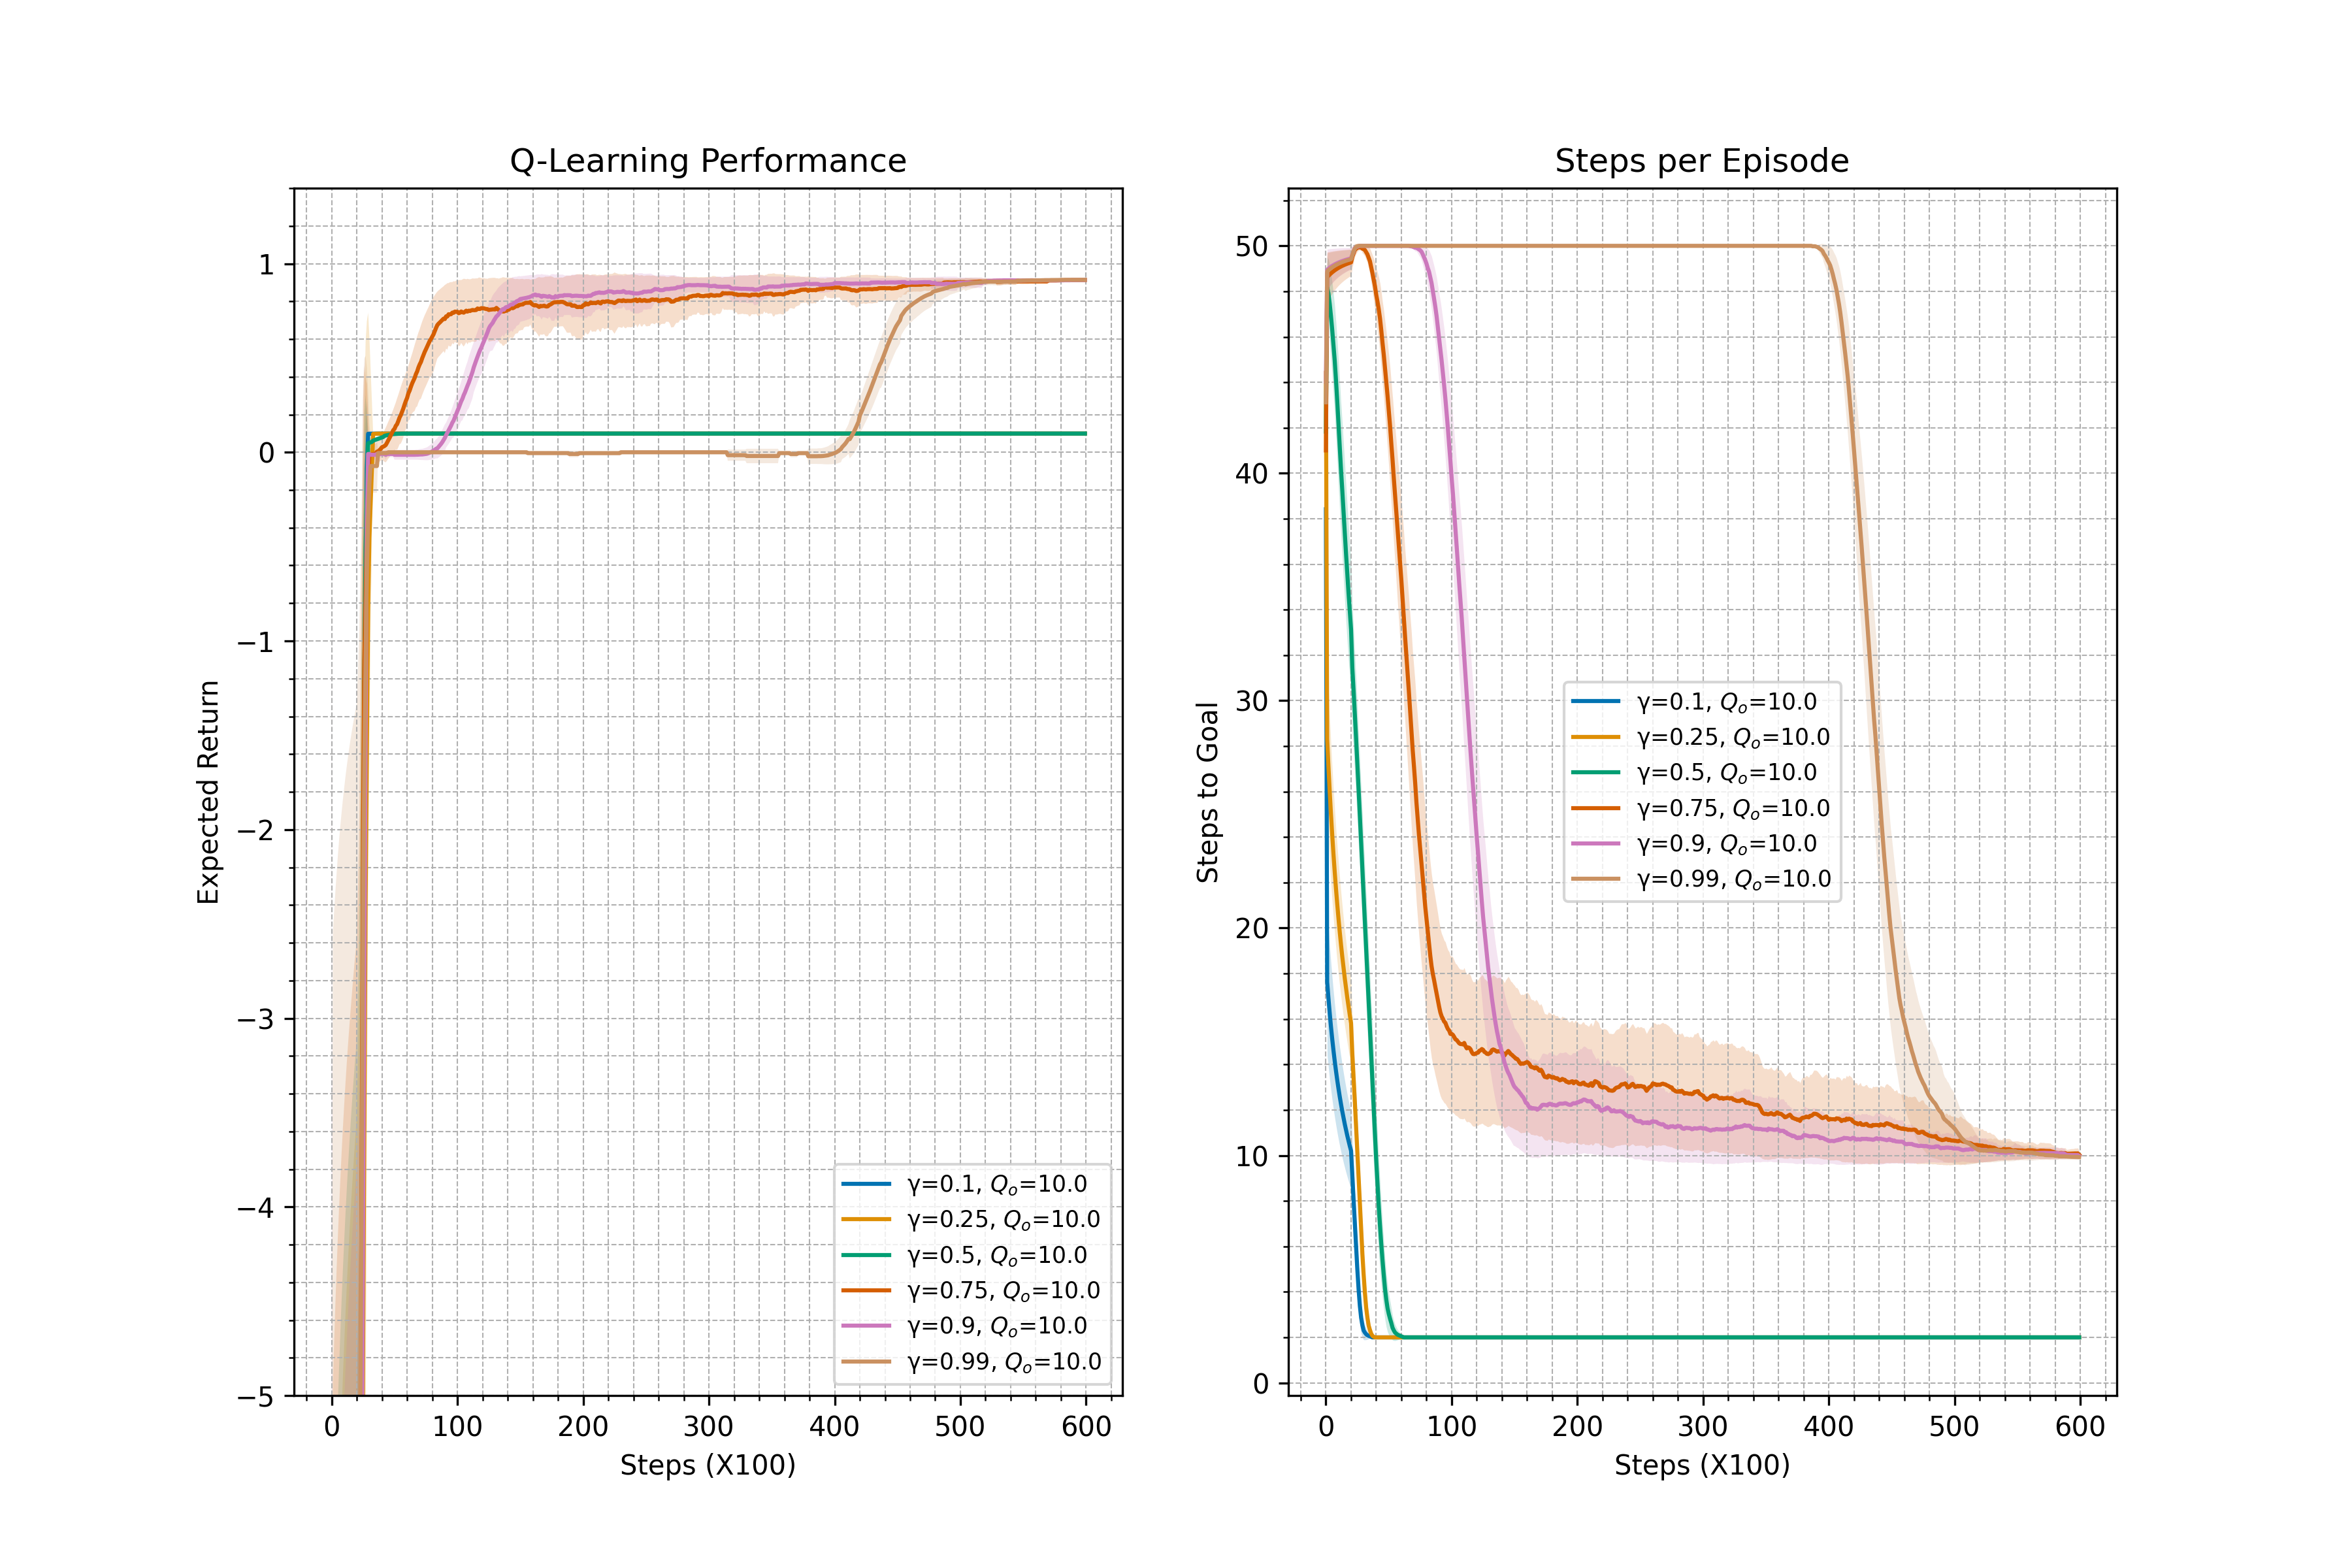 Q-Learning Performance
Expected Return
1
0
−1
−2
−3
−4
−5
0 100 200 300 400 500 600
Steps (X100)
γ=0.1, Qₒ=10.0
γ=0.25, Qₒ=10.0
γ=0.5, Qₒ=10.0
γ=0.75, Qₒ=10.0
γ=0.9, Qₒ=10.0
γ=0.99, Qₒ=10.0
Steps per Episode
Steps to Goal
50
40
30
20
10
0
0 100 200 300 400 500 600
Steps (X100)
γ=0.1, Qₒ=10.0
γ=0.25, Qₒ=10.0
γ=0.5, Qₒ=10.0
γ=0.75, Qₒ=10.0
γ=0.9, Qₒ=10.0
γ=0.99, Qₒ=10.0